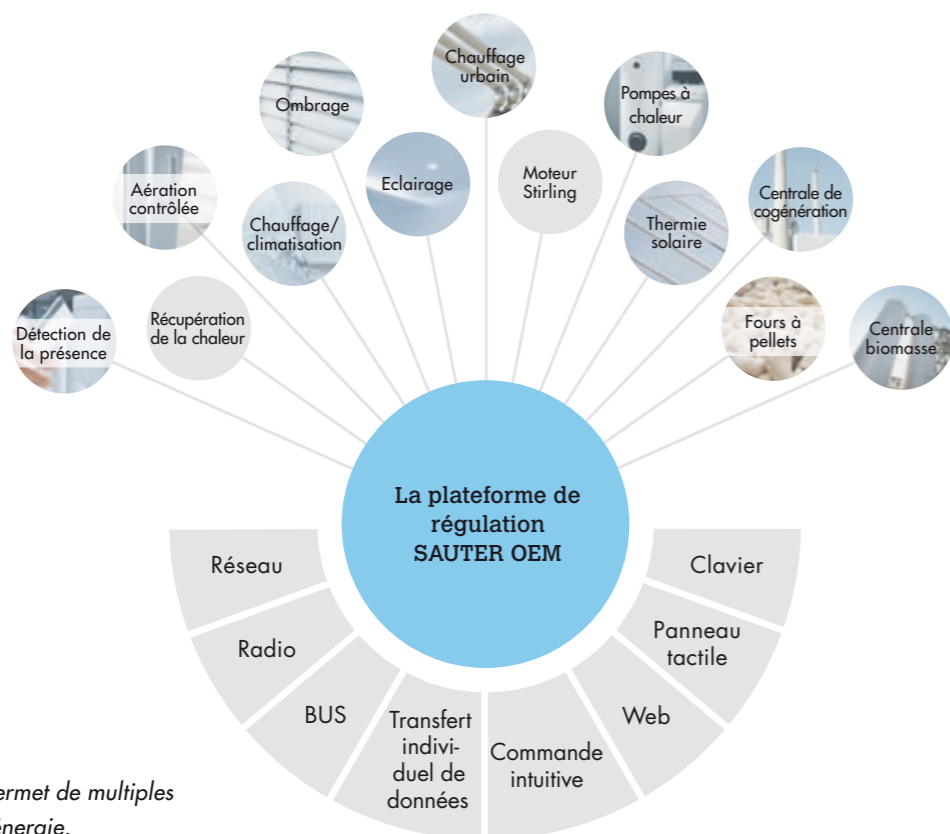 Chauffage
urbain
Ombrage
Pompes à
chaleur
Aération
contrôlée
Eclairage
Moteur
Stirling
Centrale de
cogénération
Chauffage/
climatisation
Thermie
solaire
Détection de
la présence
Récupération
de la chaleur
Fours à
pellets
Centrale
biomasse
La plateforme de
régulation
SAUTER OEM
Réseau
Radio
BUS
Transfert
indivi-
duel de
données
Commande
intuitive
Web
Panneau
tactile
Clavier
de multiples